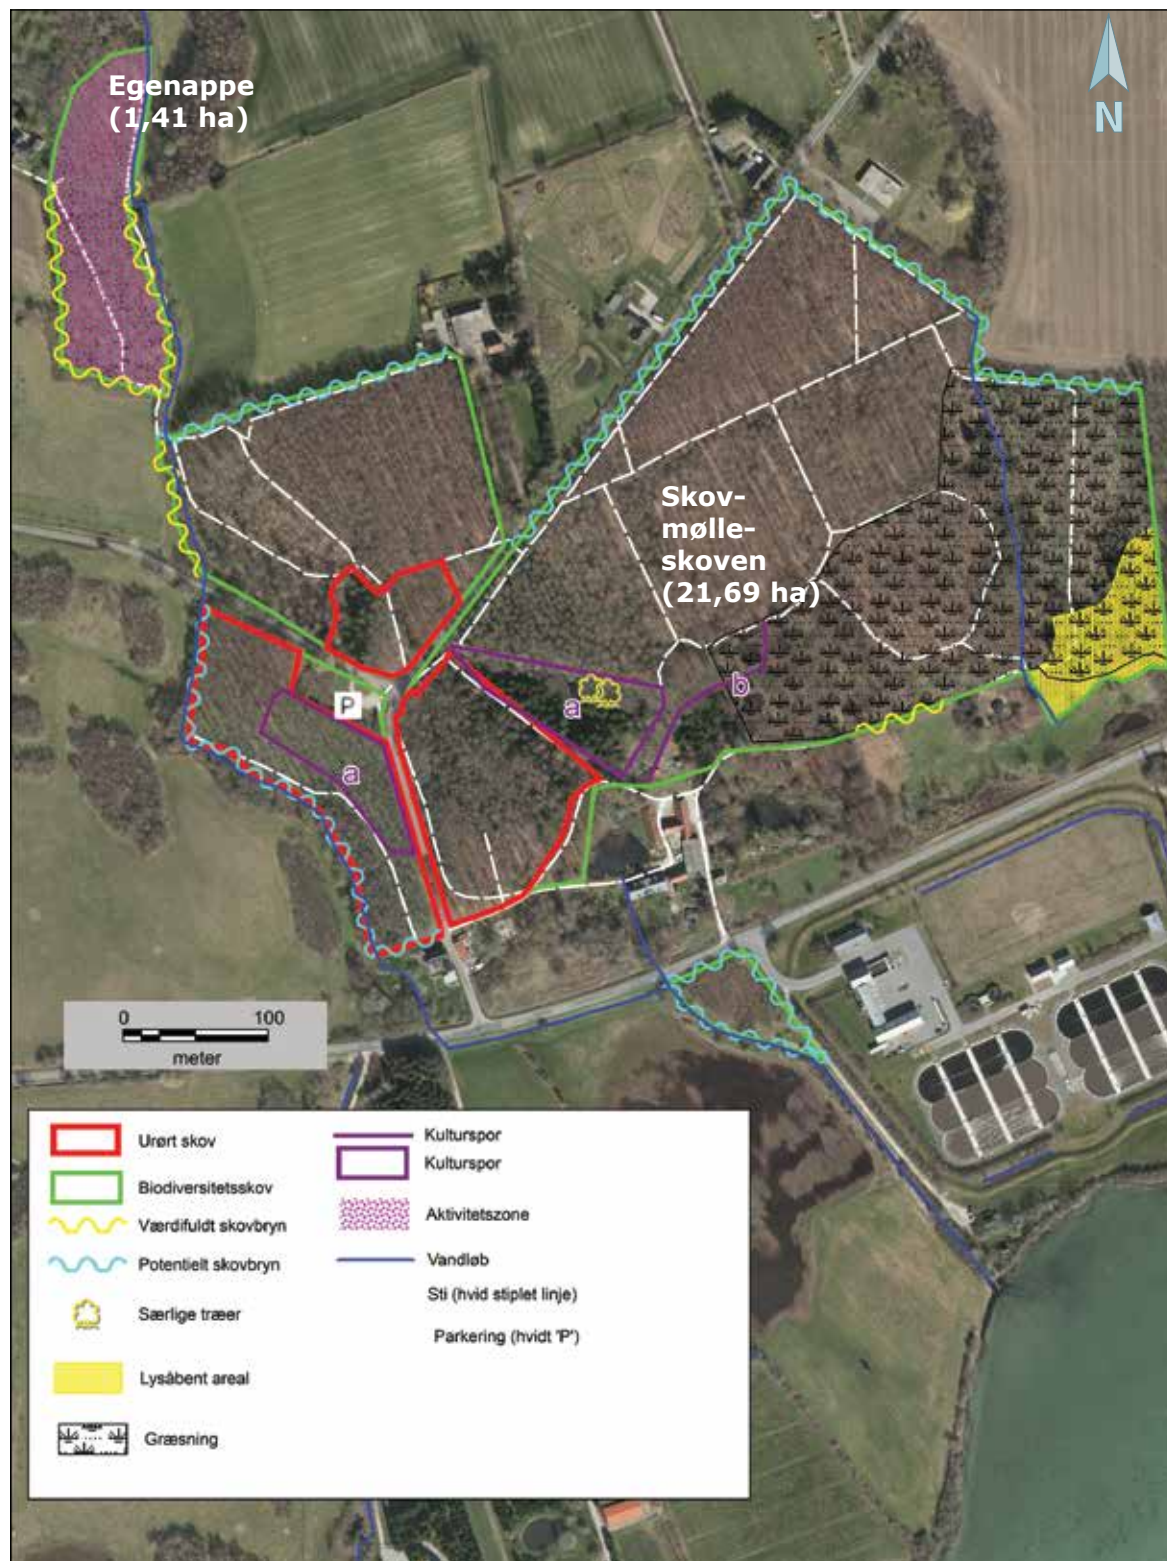 Egenappe
(1,41 ha)
N
Skov-
mølle-
skoven
(21,69 ha)
a
b
P
a
0 100
meter
Urørt skov
Biodiversitetsskov
Værdifuldt skovbryn
Potentielt skovbryn
Særlige træer
Lysåbent areal
Græsning
Kulturspor
Kulturspor
Aktivitetszone
Vandløb
Sti (hvid stiplet linje)
Parkering (hvidt 'P')